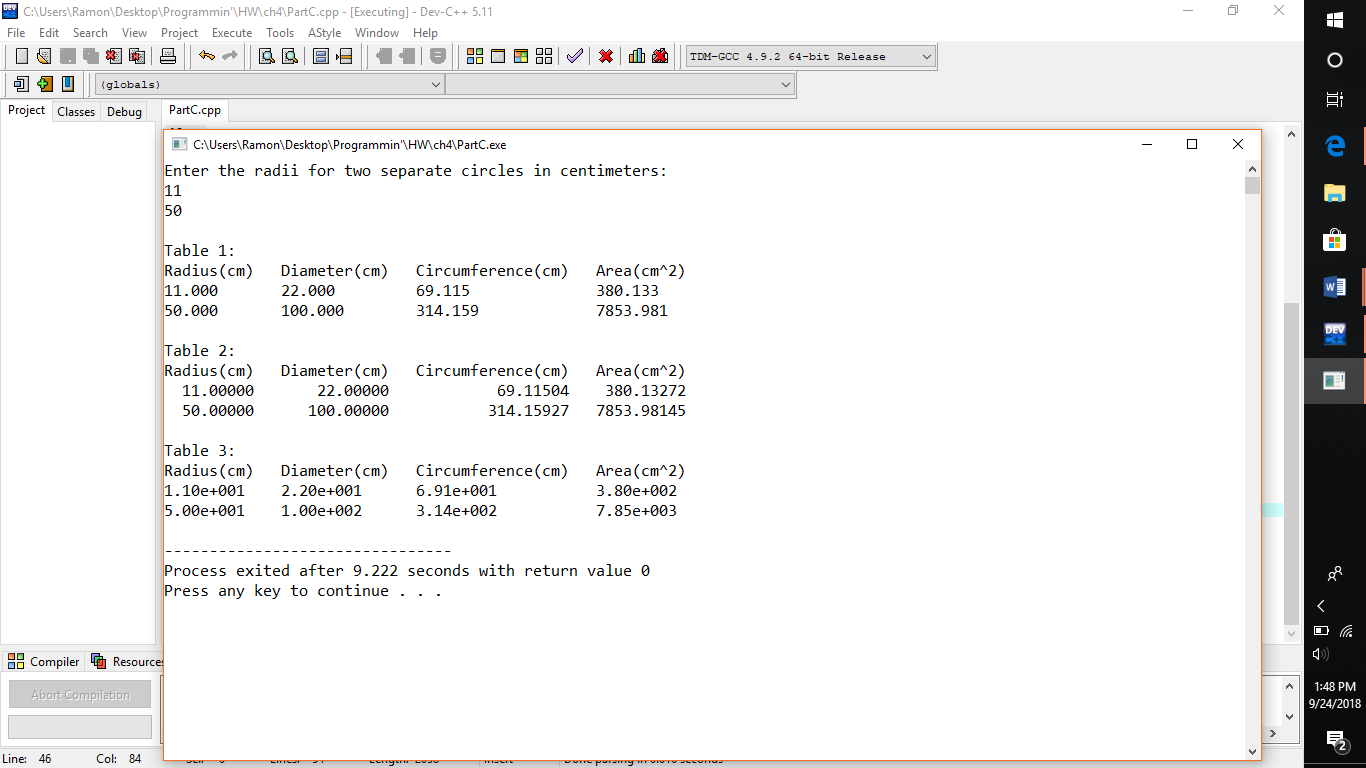 C:\Users\Ramon\Desktop\Programmin'\HW\ch4\PartC.cpp - [Executing] - Dev-C++ 5.11
File Edit Search View Project Execute Tools AStyle Window Help
TDM-GCC 4.9.2 64-bit Release
(globals)
Project Classes Debug PartC.cpp
C:\Users\Ramon\Desktop\Programmin'\HW\ch4\PartC.exe
Enter the radii for two separate circles in centimeters:
11
50
Table 1:
Radius(cm) Diameter(cm) Circumference(cm) Area(cm^2)
11.000 22.000 69.115 380.133
50.000 100.000 314.159 7853.981
Table 2:
Radius(cm) Diameter(cm) Circumference(cm) Area(cm^2)
11.00000 22.00000 69.11504 380.13272
50.00000 100.00000 314.15927 7853.98145
Table 3:
Radius(cm) Diameter(cm) Circumference(cm) Area(cm^2)
1.10e+001 2.20e+001 6.91e+001 3.80e+002
5.00e+001 1.00e+002 3.14e+002 7.85e+003
--------------------------------
Process exited after 9.222 seconds with return value 0
Press any key to continue . . .
Compiler Resources
Abort Compilation
Line: 46 Col: 84
DEV
1:48 PM
9/24/2018
2